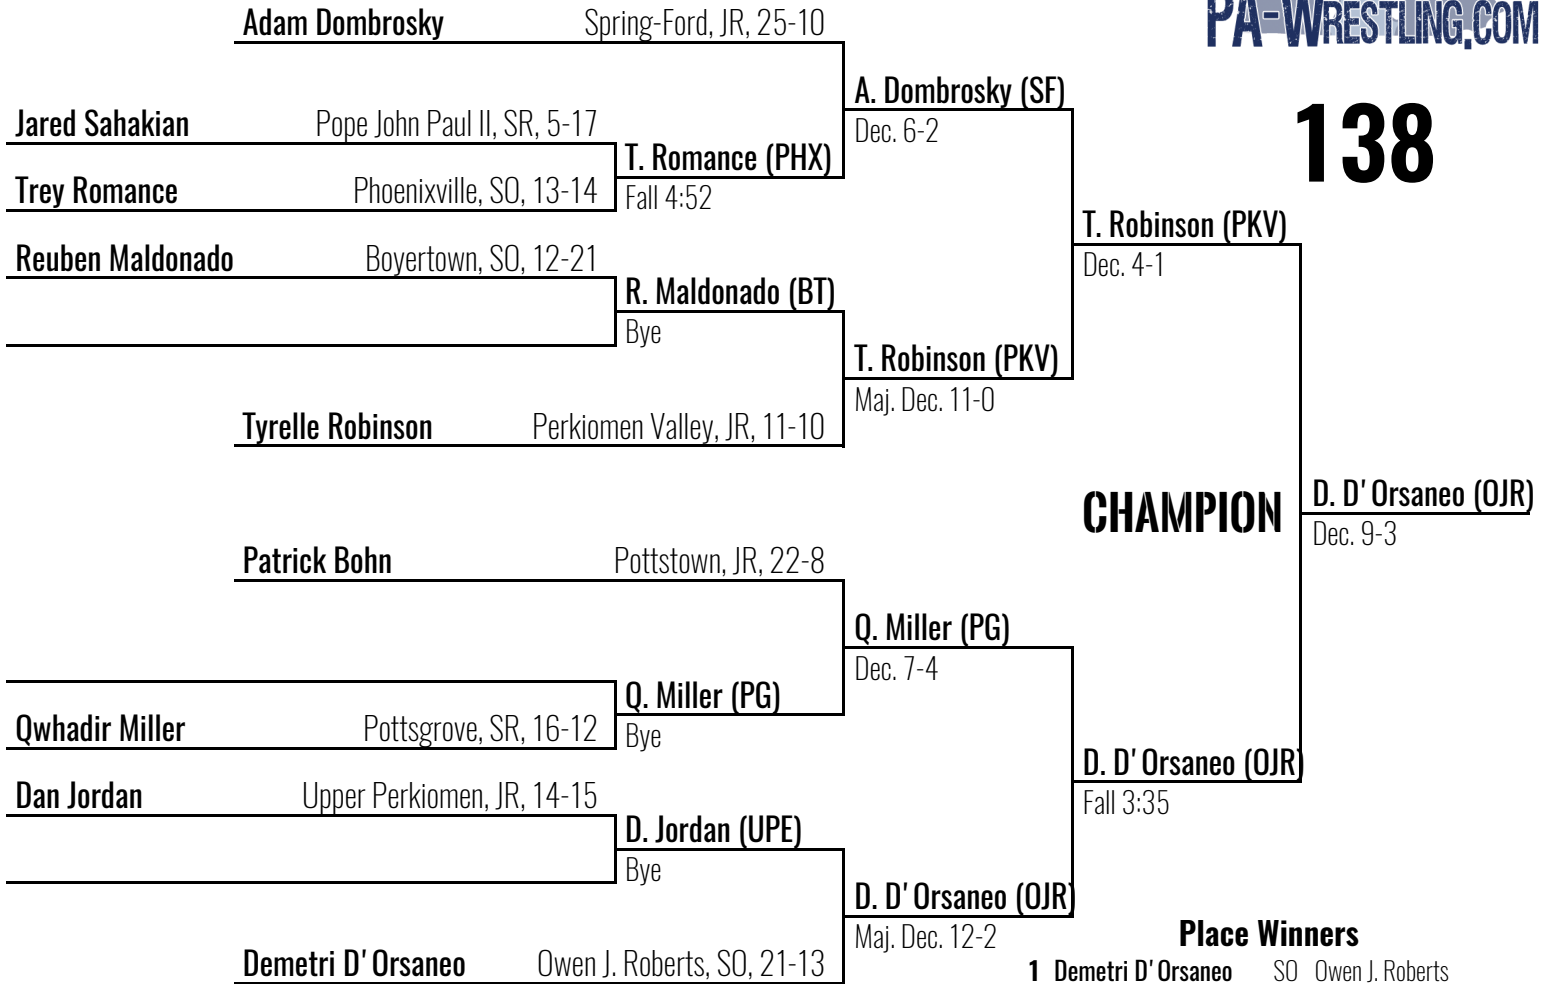 Adam Dombrosky Spring-Ford, JR, 25-10
PA-WRESTLING.COM
A. Dombrosky (SF)
138
Jared Sahakian Pope John Paul II, SR, 5-17
Dec. 6-2
T. Romance (PHX)
Trey Romance Phoenixville, SO, 13-14
Fall 4:52
T. Robinson (PKV)
Reuben Maldonado Boyertown, SO, 12-21
Dec. 4-1
R. Maldonado (BT)
Bye
T. Robinson (PKV)
Maj. Dec. 11-0
Tyrelle Robinson Perkiomen Valley, JR, 11-10
CHAMPION
D. D'Orsaneo (OJR)
Dec. 9-3
Patrick Bohn Pottstown, JR, 22-8
Q. Miller (PG)
Dec. 7-4
Q. Miller (PG)
Qwhadir Miller Pottsgrove, SR, 16-12
Bye
D. D'Orsaneo (OJR)
Dan Jordan Upper Perkiomen, JR, 14-15
Fall 3:35
D. Jordan (UPE)
Bye
D. D'Orsaneo (OJR)
Maj. Dec. 12-2
Place Winners
Demetri D'Orsaneo Owen J. Roberts, SO, 21-13
1 Demetri D'Orsaneo SO Owen J. Roberts